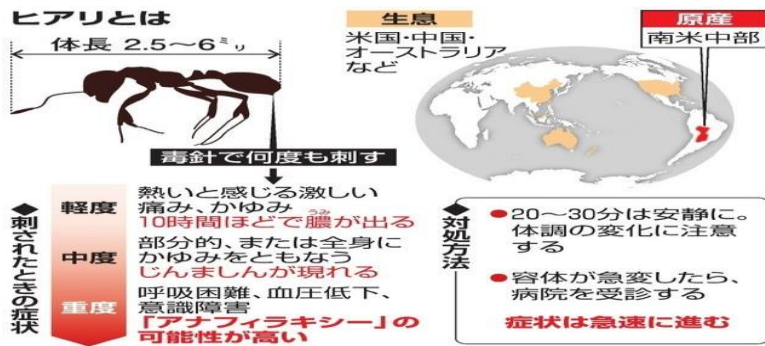 ヒアリとは
体長 2.5〜6ミリ
毒針で何度も刺す
生息
米国・中国・
オーストラリア
など
原産
南米中部
◆刺されたときの症状
軽度
熱いと感じる激しい
痛み、かゆみ
10時間ほどで膿が出る
うみ
中度
部分的、または全身に
かゆみをともなう
じんましんが現れる
重度
呼吸困難、血圧低下、
意識障害
「アナフィラキシー」の
可能性が高い
◆対処方法
●20〜30分は安静に。
体調の変化に注意
する
●容体が急変したら、
病院を受診する
症状は急速に進む